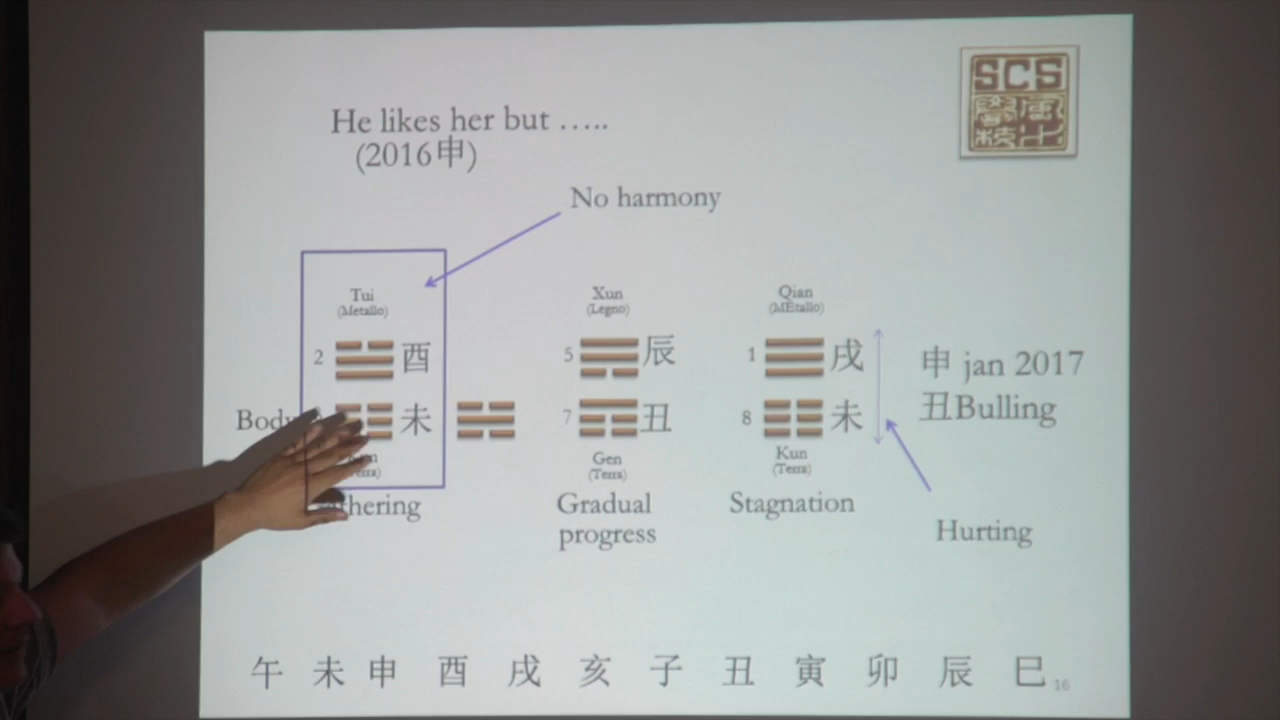 SCS
He likes her but …..
(2016申)
No harmony
Tui
(Metallo)
2
酉
Body
未
(Terra)
Xun
(Legno)
5
辰
7
丑
Gen
(Terra)
Gradual
progress
Qian
(MEtallo)
1
戌
8
未
Kun
(Terra)
Stagnation
申 jan 2017
丑Bulling
Hurting
午 未 申 酉 戌 亥 子 丑 寅 卯 辰 巳
16